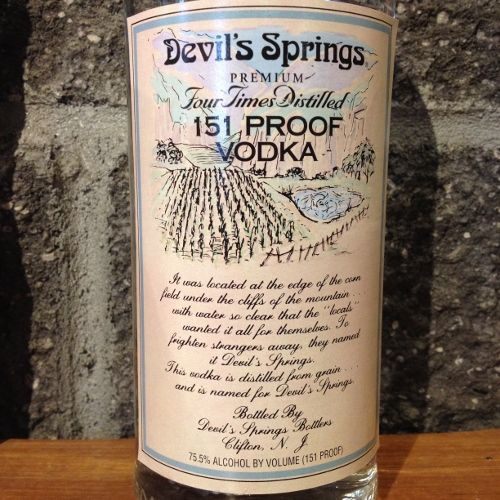 Devil's Springs
PREMIUM
Four Times Distilled
151 PROOF
VODKA
It was located at the edge of the corn
field under the cliffs of the mountain . . .
with water so clear that the "locals"
wanted it all for themselves. To
frighten strangers away, they named
it Devil's Springs.
This vodka is distilled from grain . . . .
and is named for Devil's Springs.
Bottled By
Devil's Springs Bottlers
Clifton, N. J.
75.5% ALCOHOL BY VOLUME (151 PROOF)